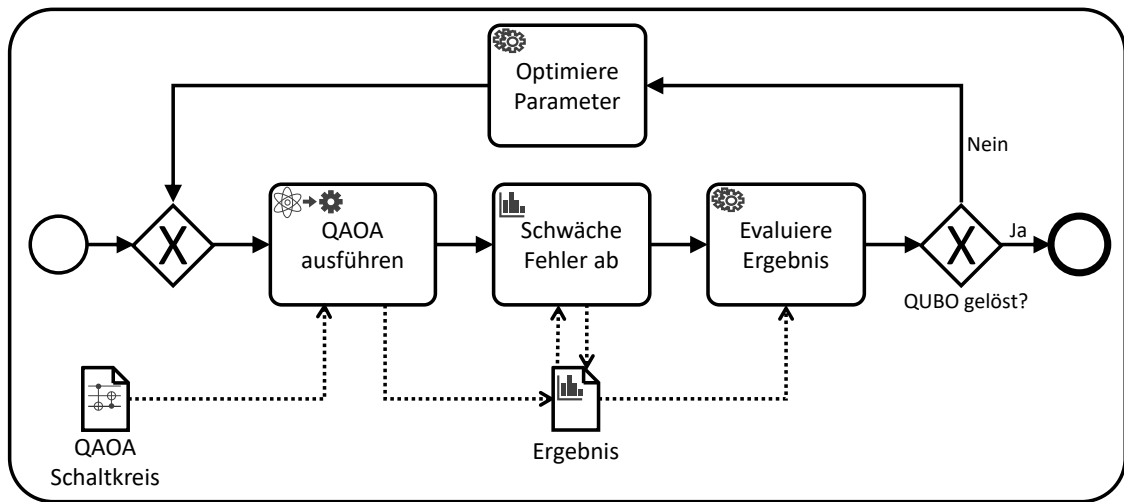 Optimiere
Parameter
Nein
QAOA
ausführen
Schwäche
Fehler ab
Evaluiere
Ergebnis
X
X
Ja
QUBO gelöst?
QAOA
Schaltkreis
Ergebnis